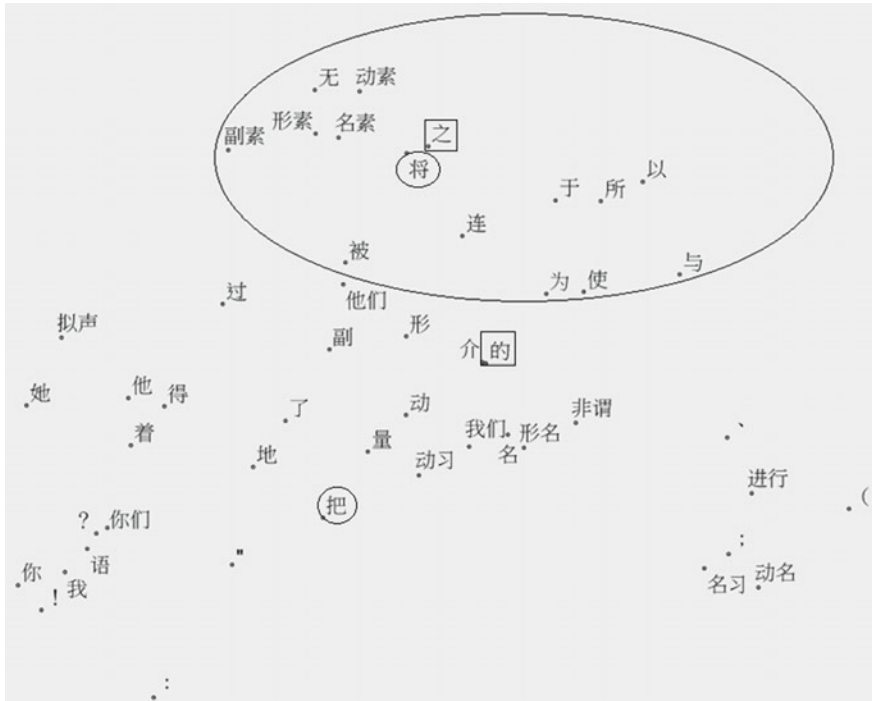 无 动素
副素 形素 名素 之
将
于 所 以
连
被 与
为 使
过 他们
拟声 副 形
介 的
她 他 得
了 动 非谓
着 我们 形名
地 量 动习 名
进行
把 (
? 你们
" ;
语
你 我 名习 动名
!
:
、